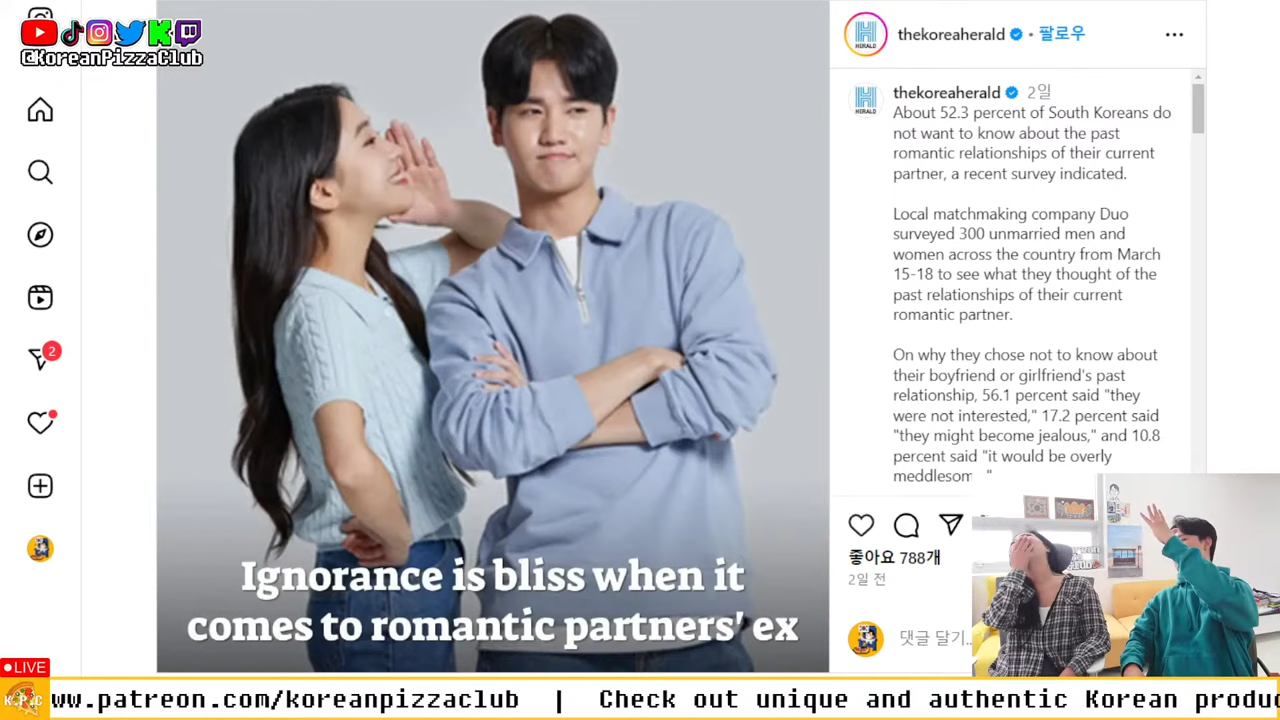 @KoreanPizzaClub
thekoreaherald • 팔로우
HERALD
thekoreaherald 2일
HERALD
About 52.3 percent of South Koreans do
not want to know about the past
romantic relationships of their current
partner, a recent survey indicated.
Local matchmaking company Duo
surveyed 300 unmarried men and
women across the country from March
15-18 to see what they thought of the
past relationships of their current
romantic partner.
On why they chose not to know about
their boyfriend or girlfriend's past
relationship, 56.1 percent said "they
were not interested," 17.2 percent said
"they might become jealous," and 10.8
percent said "it would be overly
2
Ignorance is bliss when it
comes to romantic partners' ex
좋아요 788개
2일 전
댓글 달기...
LIVE
K.P.C
ww.patreon.com/koreanpizzaclub | Check out unique and authentic Korean produc